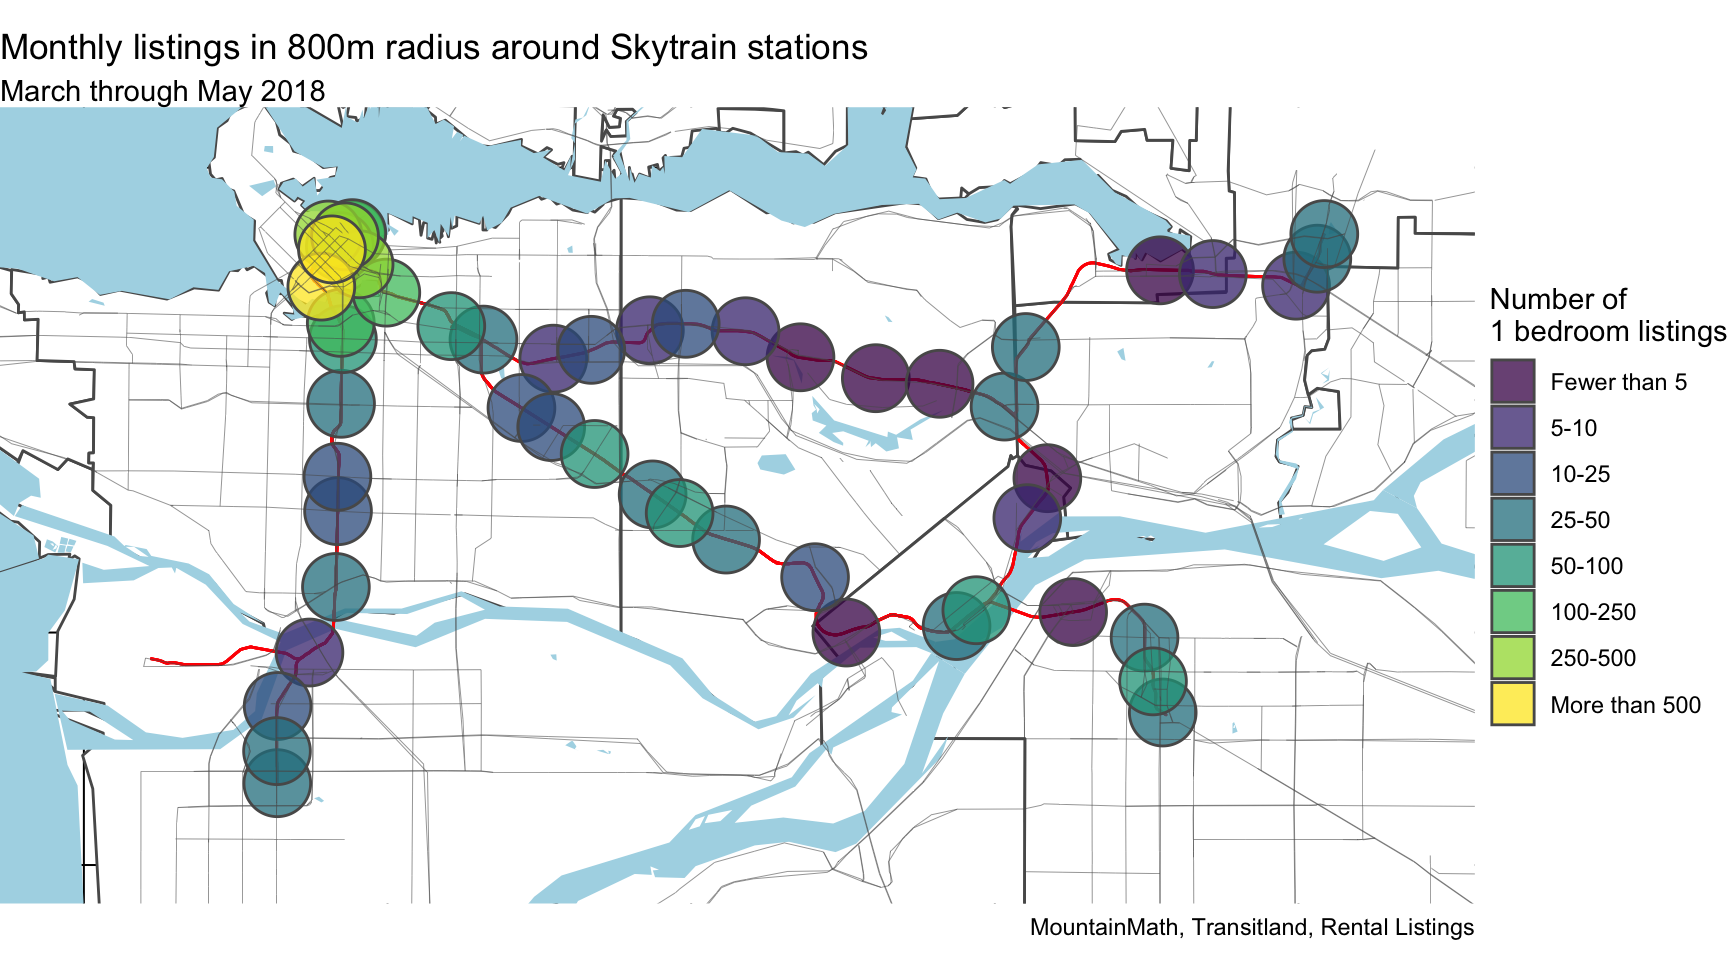 Monthly listings in 800m radius around Skytrain stations
March through May 2018
Number of
1 bedroom listings
Fewer than 5
5-10
10-25
25-50
50-100
100-250
250-500
More than 500
MountainMath, Transitland, Rental Listings